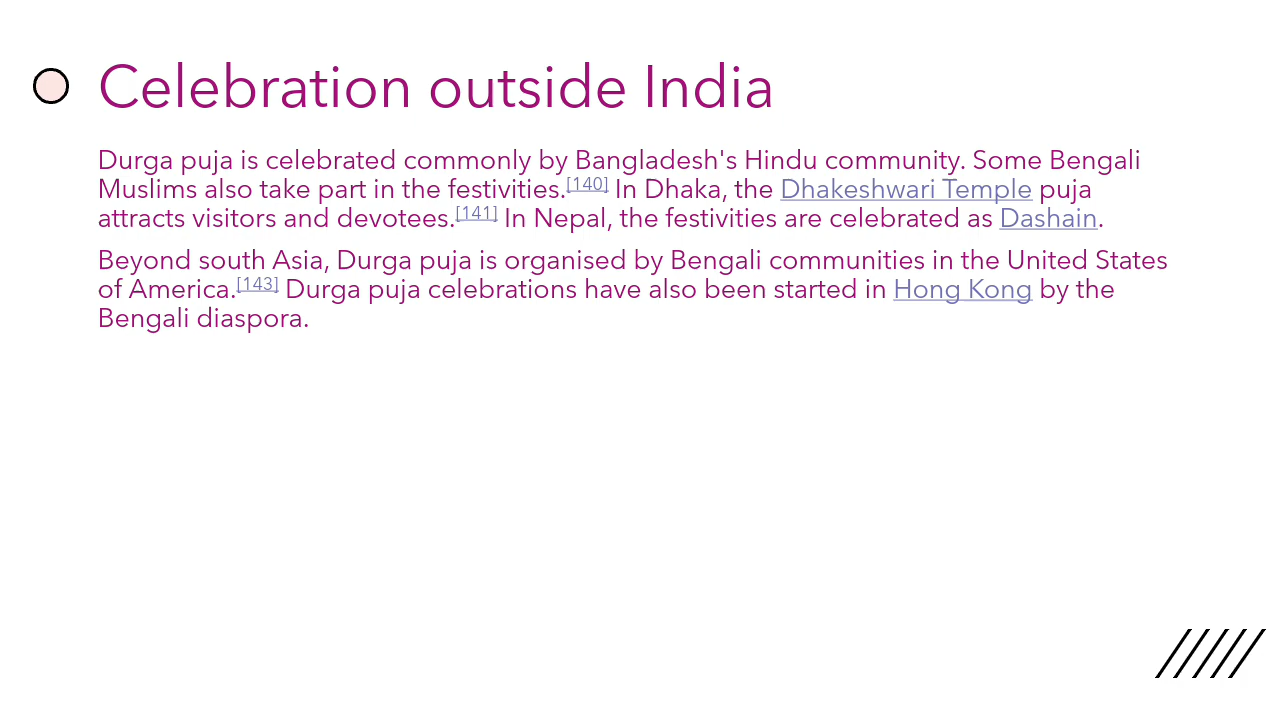 Celebration outside India
Durga puja is celebrated commonly by Bangladesh's Hindu community. Some Bengali
Muslims also take part in the festivities.[140] In Dhaka, the Dhakeshwari Temple puja
attracts visitors and devotees.[141] In Nepal, the festivities are celebrated as Dashain.
Beyond south Asia, Durga puja is organised by Bengali communities in the United States
of America.[143] Durga puja celebrations have also been started in Hong Kong by the
Bengali diaspora.